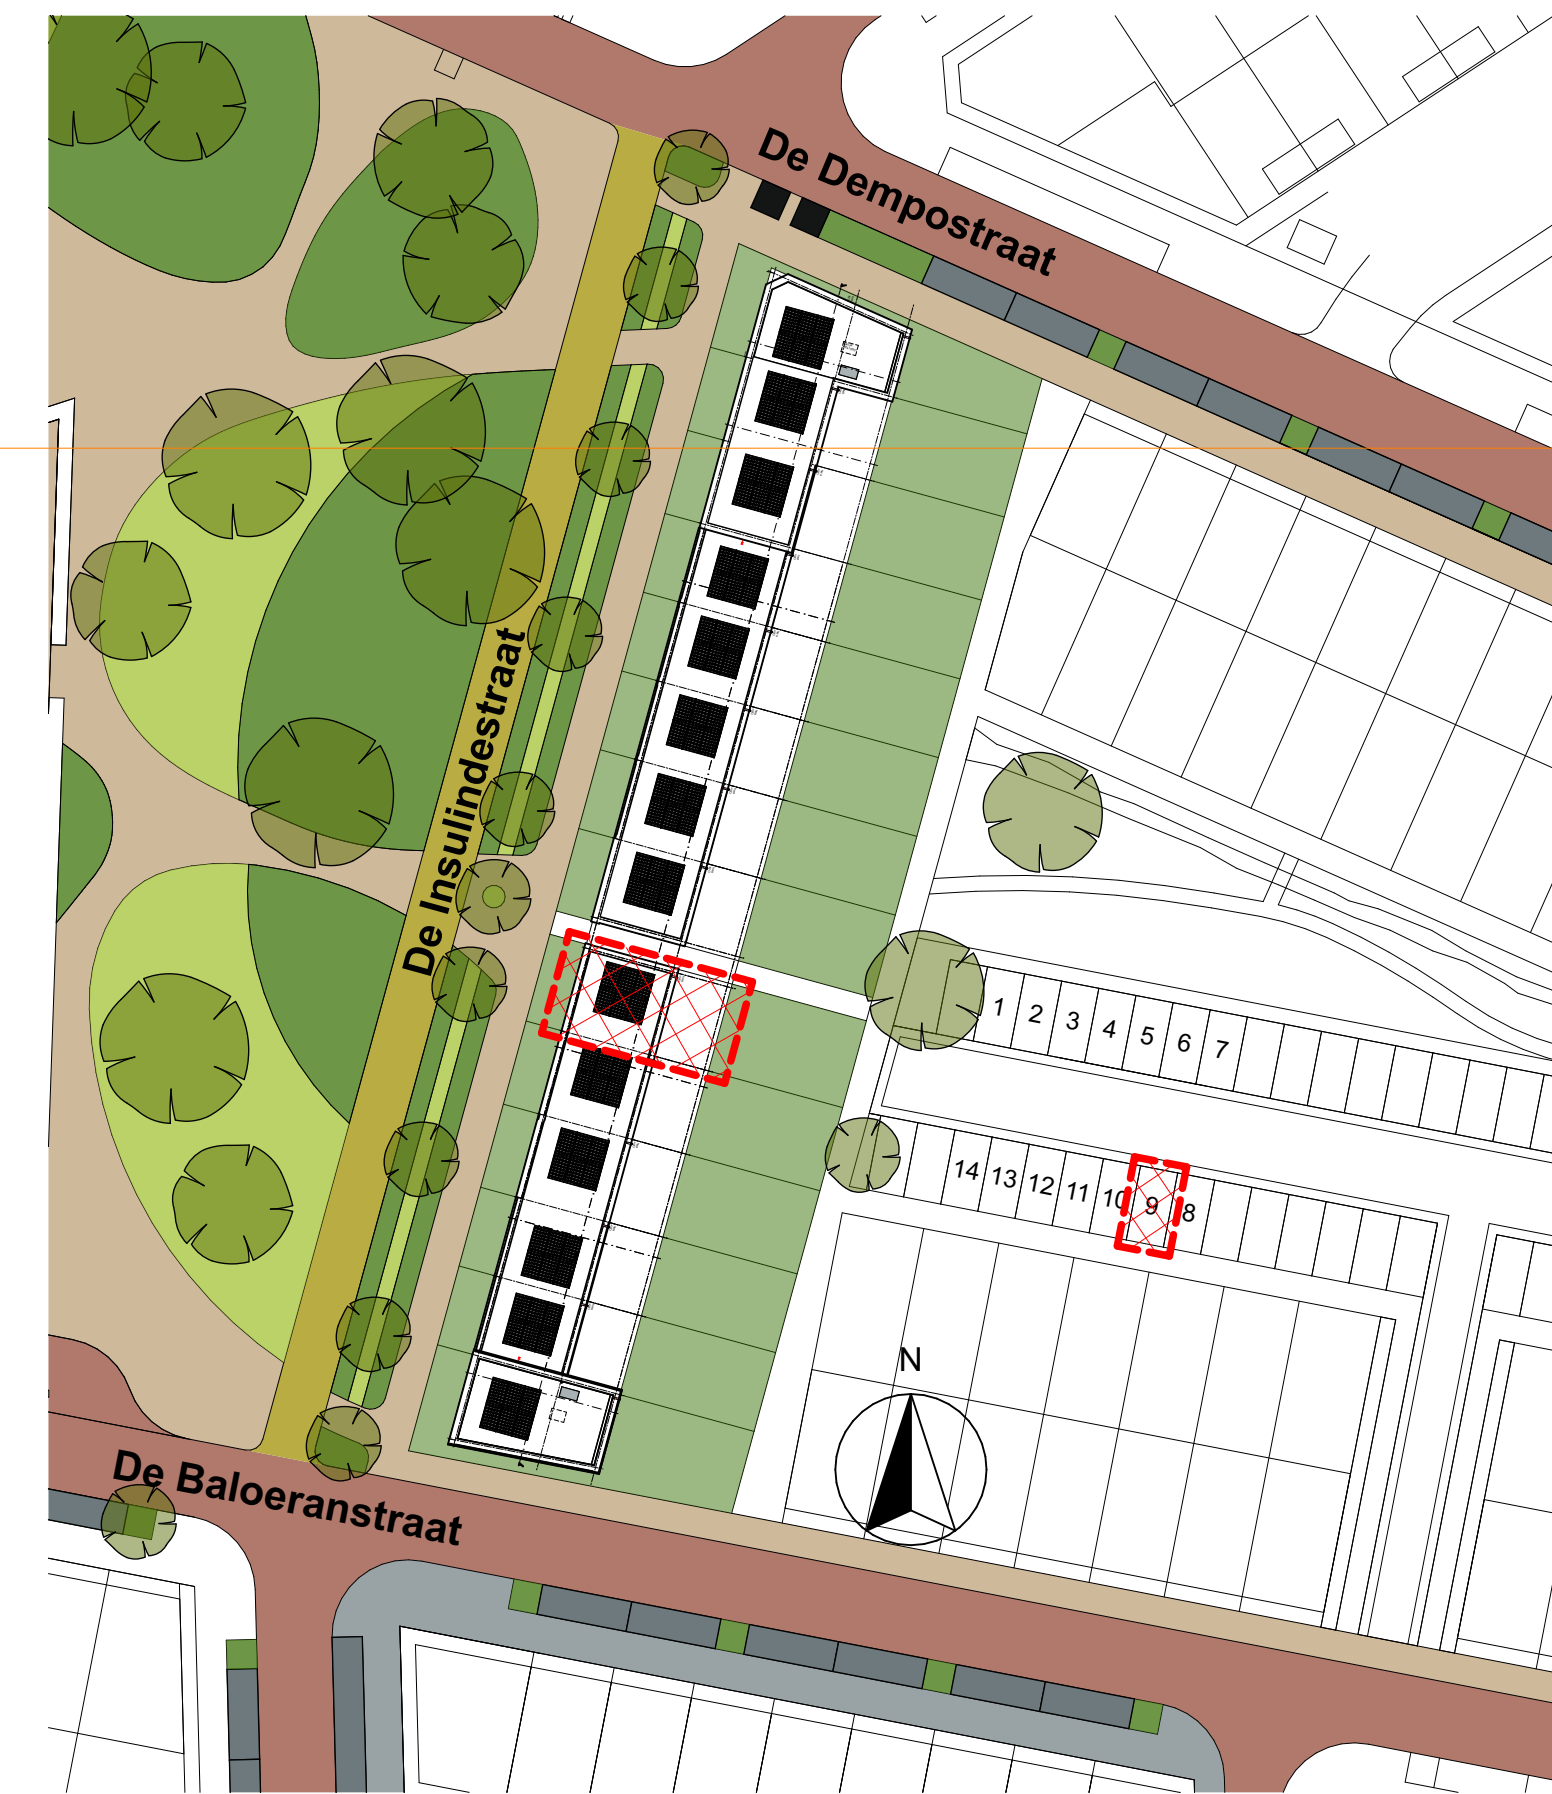 De Dempostraat
De Insulindestraat
1 2 3 4 5 6 7
14 13 12 11 10 9 8
N
De Baloeranstraat